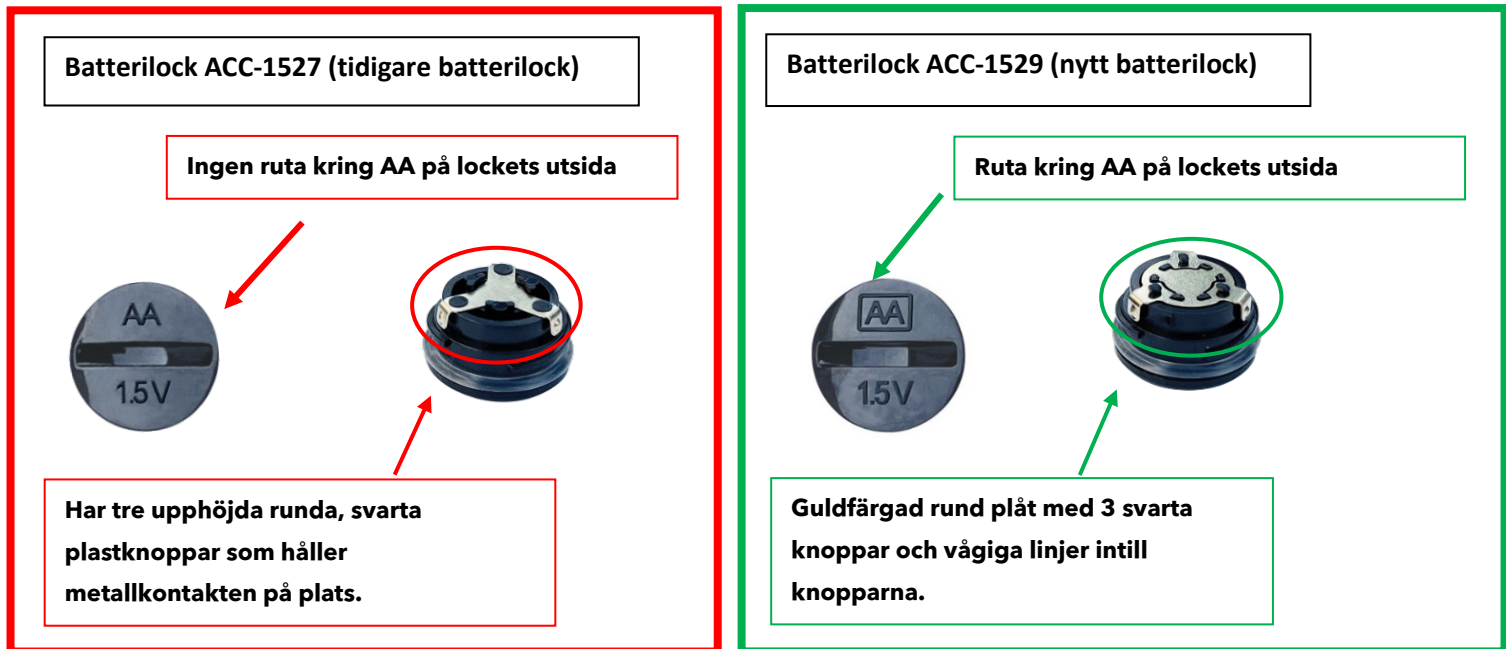 Batterilock ACC-1527 (tidigare batterilock)
Ingen ruta kring AA på lockets utsida
AA
1.5V
Har tre upphöjda runda, svarta
plastknoppar som håller
metallkontakten på plats.
Batterilock ACC-1529 (nytt batterilock)
Ruta kring AA på lockets utsida
AA
1.5V
Guldfärgad rund plåt med 3 svarta
knoppar och vågiga linjer intill
knopparna.